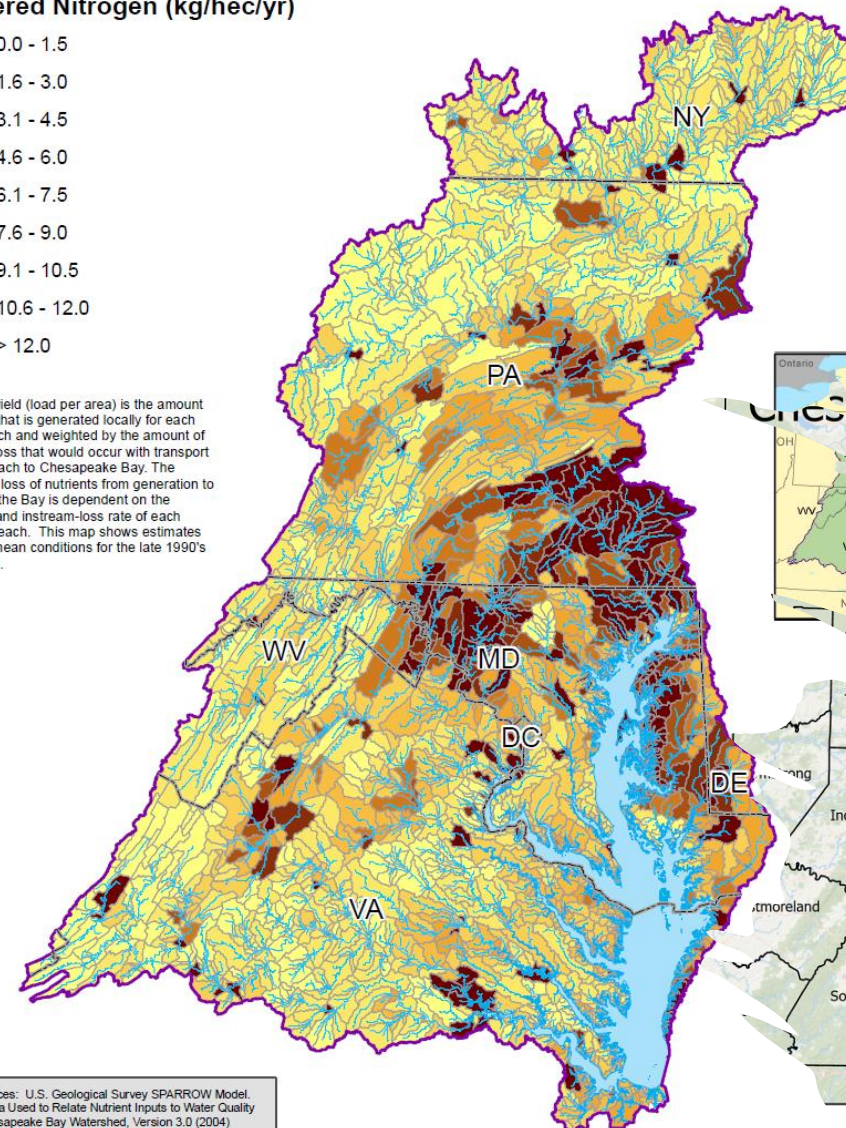 ered Nitrogen (kg/hec/yr)
0.0 - 1.5
1.6 - 3.0
3.1 - 4.5
4.6 - 6.0
6.1 - 7.5
7.6 - 9.0
9.1 - 10.5
10.6 - 12.0
> 12.0
ield (load per area) is the amount
hat is generated locally for each
ch and weighted by the amount of
oss that would occur with transport
ach to Chesapeake Bay. The
loss of nutrients from generation to
the Bay is dependent on the
and instream-loss rate of each
each. This map shows estimates
nean conditions for the late 1990's
.
NY
PA
WV
MD
DC
DE
VA
Ontario
Ches
OH
WV
rong
Ind
stmoreland
So
ces: U.S. Geological Survey SPARROW Model.
a Used to Relate Nutrient Inputs to Water Quality
sapeake Bay Watershed, Version 3.0 (2004)